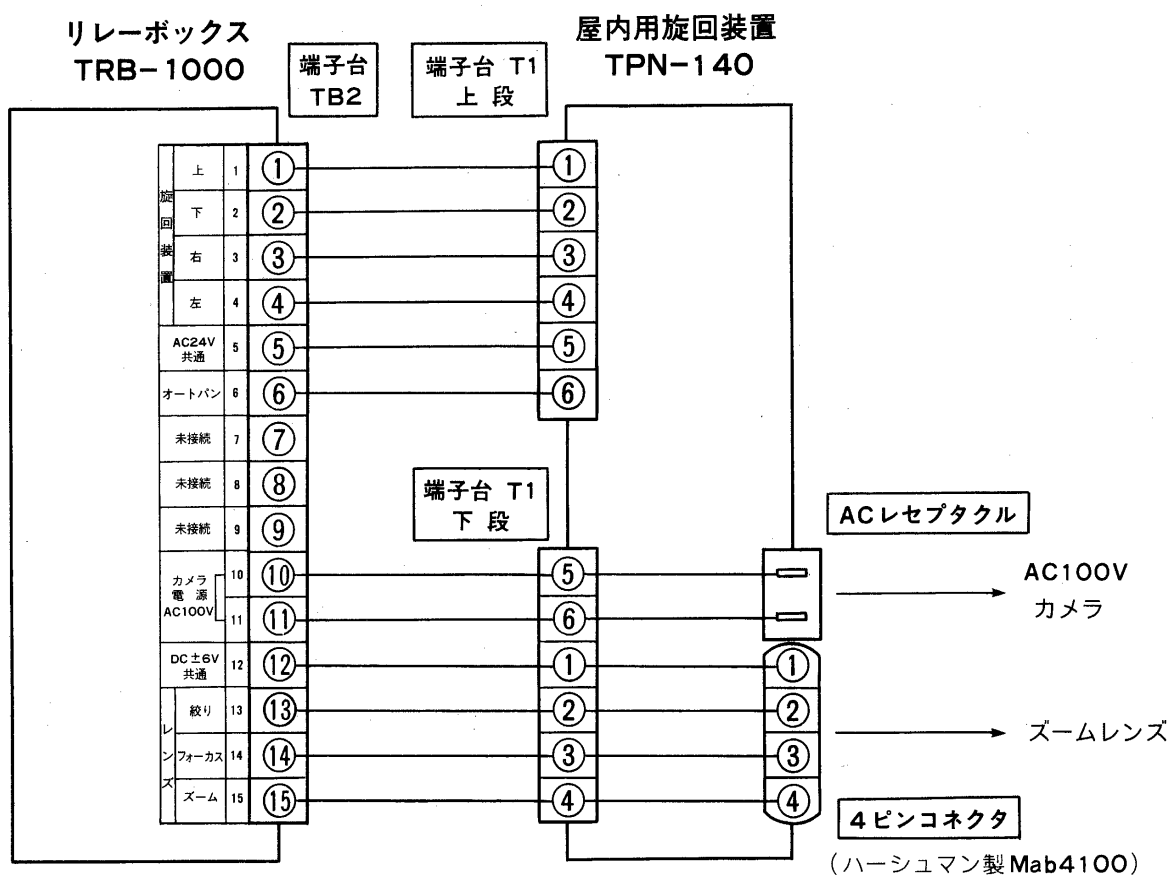 リレーボックス
TRB-1000
端子台
TB2
端子台 T1
上 段
屋内用旋回装置
TPN-140
旋回装置
上 1 ① ①
下 2 ② ②
右 3 ③ ③
左 4 ④ ④
AC24V
共通 5 ⑤ ⑤
オートパン 6 ⑥ ⑥
未接続 7 ⑦
未接続 8 ⑧
未接続 9 ⑨
端子台 T1
下 段
ACレセプタクル
カメラ
電 源
AC100V
10 ⑩ ⑤
11 ⑪ ⑥
AC100V
カメラ
DC±6V
共通 12 ⑫ ① ①
レンズ
絞り 13 ⑬ ② ②
フォーカス 14 ⑭ ③ ③
ズーム 15 ⑮ ④ ④
ズームレンズ
4ピンコネクタ
(ハーシュマン製Mab4100)